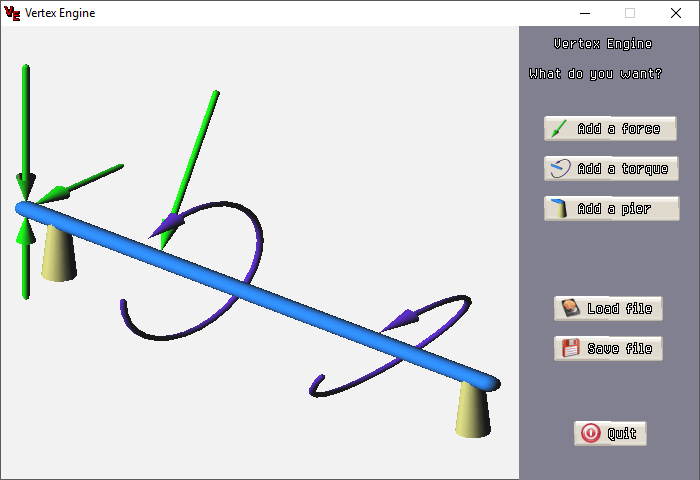 VE Vertex Engine
Vertex Engine
What do you want?
Add a force
Add a torque
Add a pier
Load file
Save file
Quit